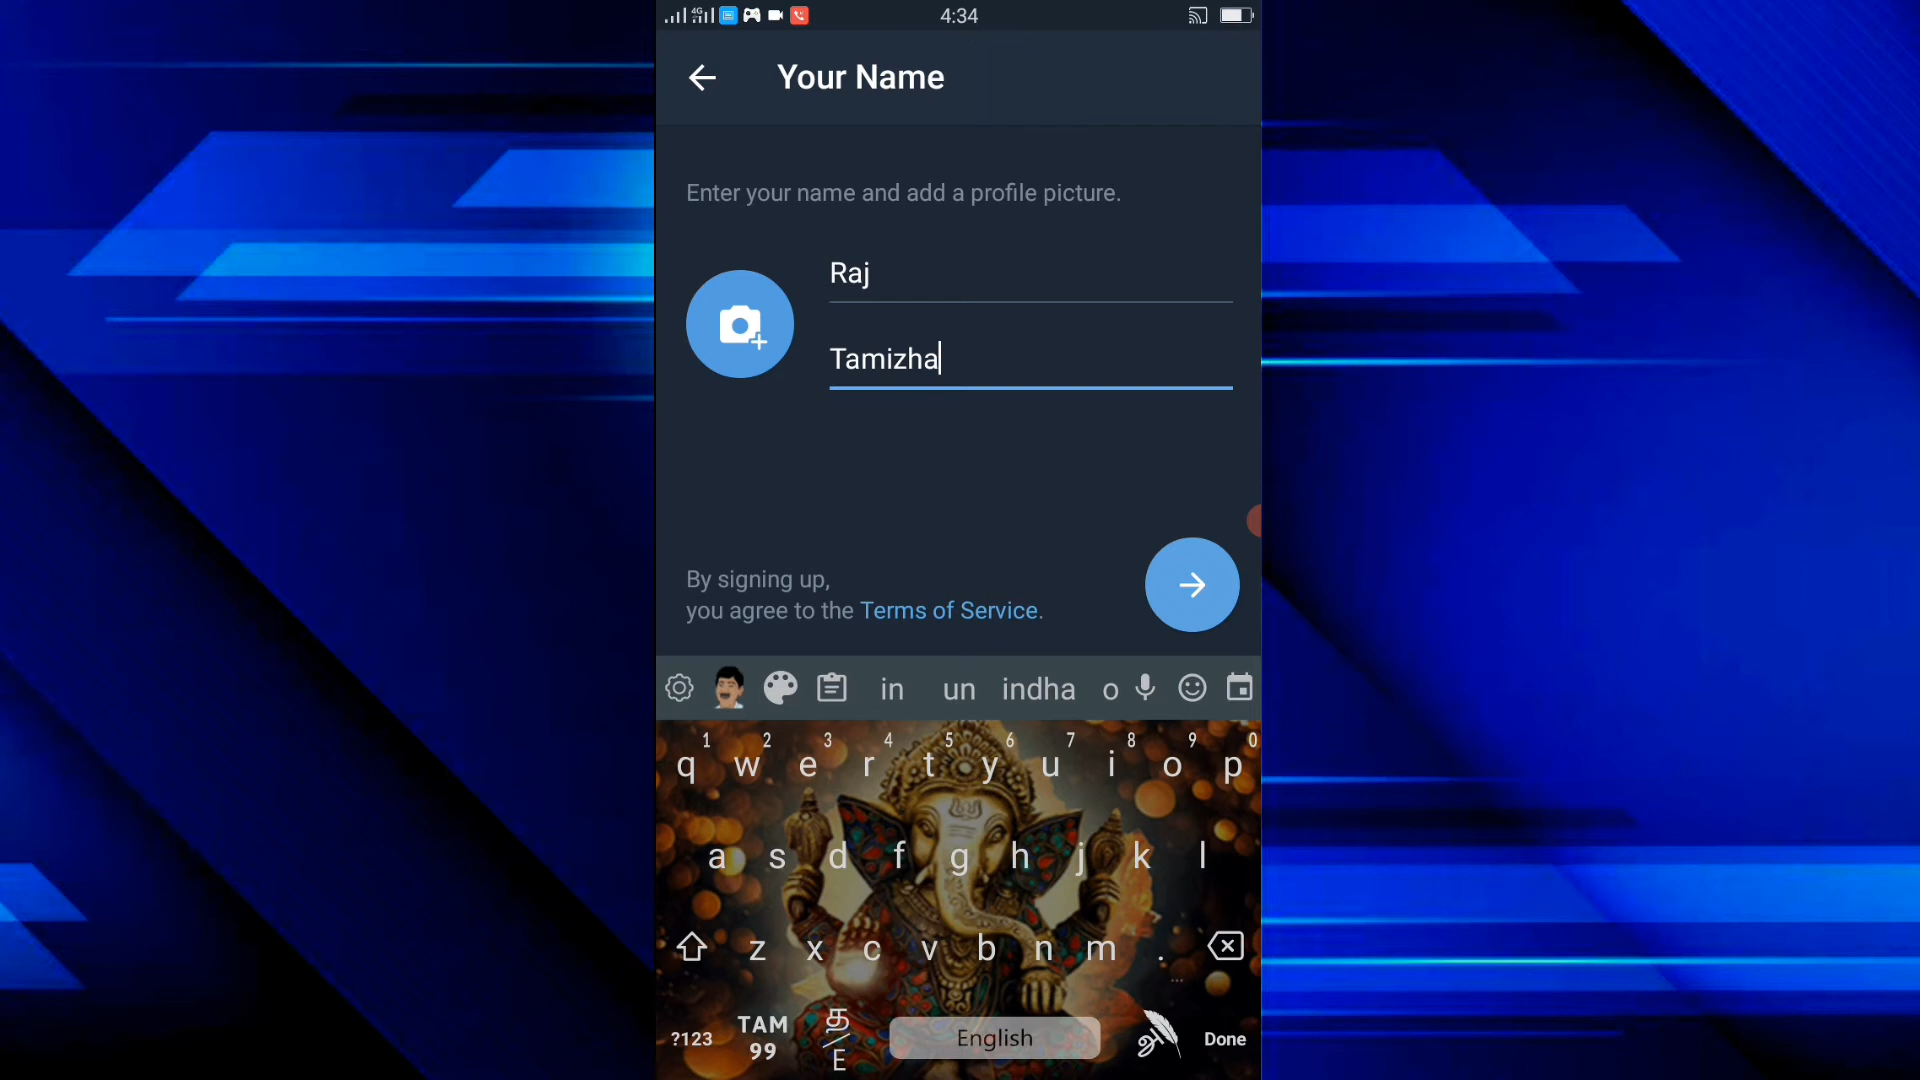 4G 4:34
Your Name
Enter your name and add a profile picture.
Raj
Tamizha
By signing up,
you agree to the Terms of Service.
in un indha o
1 2 3 4 5 6 7 8 9 0
q w e r t y u i o p
a s d f g h j k l
z x c v b n m .
?123 TAM 99 த/E English அ Done